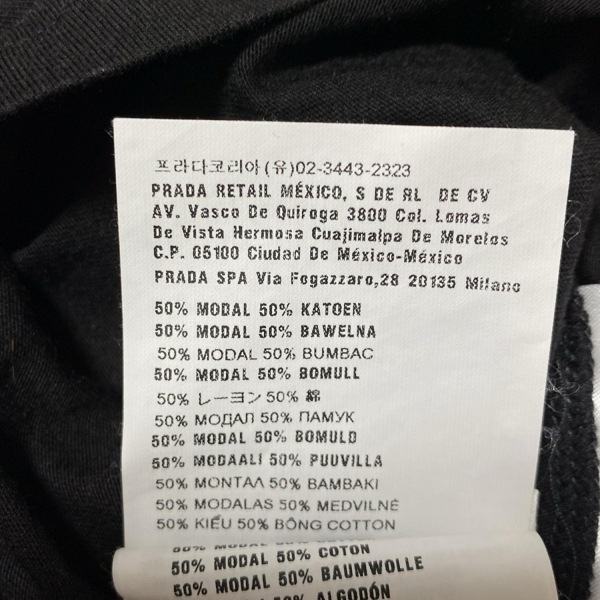 프라다코리아(유)02-3443-2323
PRADA RETAIL MÉXICO, S DE RL DE CV
AV. Vasco De Quiroga 3800 Col. Lomas
De Vista Hermosa Cuajimalpa De Morelos
C.P. 05100 Ciudad De México-México
PRADA SPA Via Fogazzaro,28 20135 Milano
50% MODAL 50% KATOEN
50% MODAL 50% BAWELNA
50% MODAL 50% BUMBAC
50% MODAL 50% BOMULL
50% レーヨン 50% 綿
50% МОДАЛ 50% ПАМУК
50% MODAL 50% BOMULD
50% MODAALI 50% PUUVILLA
50% ΜΟΝΤΑΛ 50% ΒΑΜΒΑΚΙ
50% MODALAS 50% MEDVILNĖ
50% KIỂU 50% BÔNG COTTON
50% MODAL 50% COTON
50% MODAL 50% BAUMWOLLE
50% MODAL 50% ALGODÓN